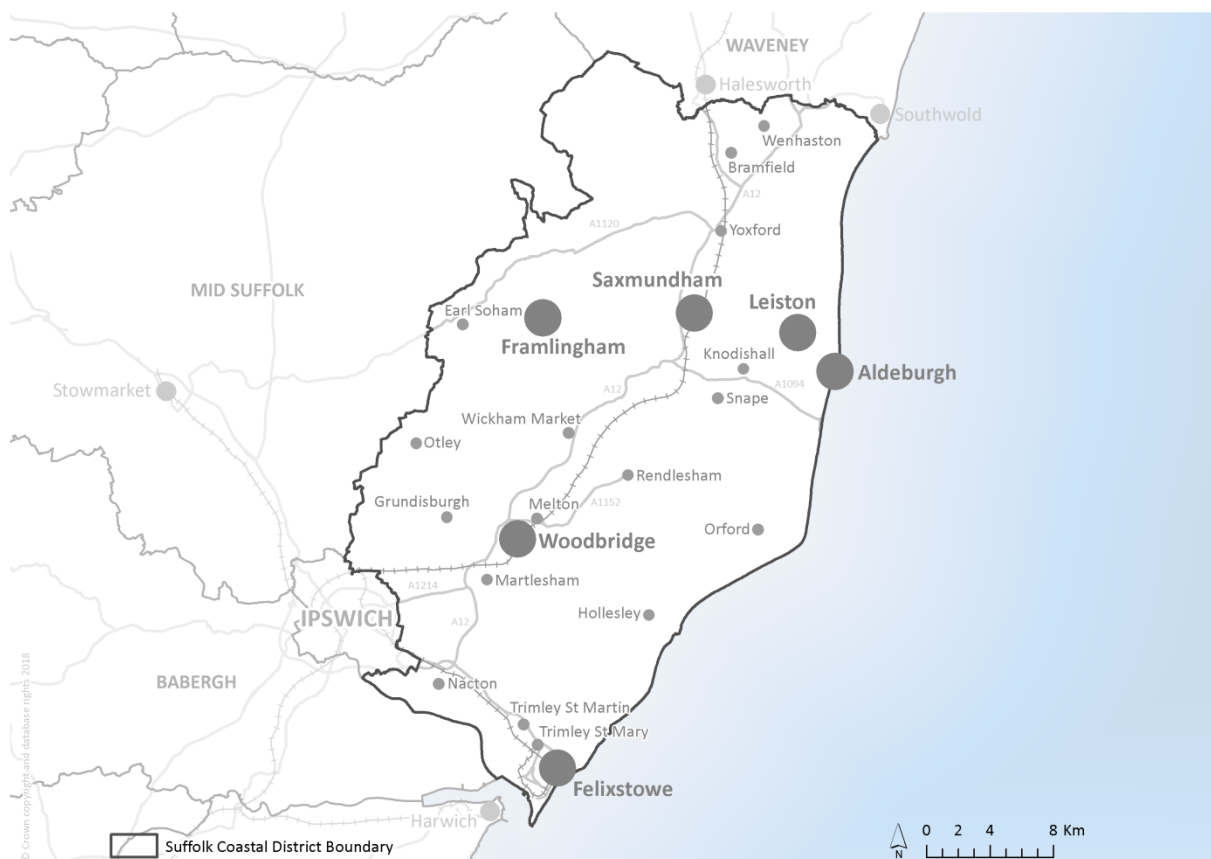 WAVENEY
Halesworth
Southwold
Wenhaston
Bramfield
A12
A1120
Yoxford
Saxmundham
MID SUFFOLK
Leiston
Earl Soham
Framlingham
Knodishall
Aldeburgh
Stowmarket
A12
A1094
Snape
Wickham Market
Otley
Rendlesham
Grundisburgh
Melton
A1152
Orford
Woodbridge
Martlesham
A1214
IPSWICH
Hollesley
A12
BABERGH
Nacton
Trimley St Martin
Trimley St Mary
Felixstowe
Harwich
© Crown copyright and database rights 2018
Suffolk Coastal District Boundary
N
0 2 4 8 Km